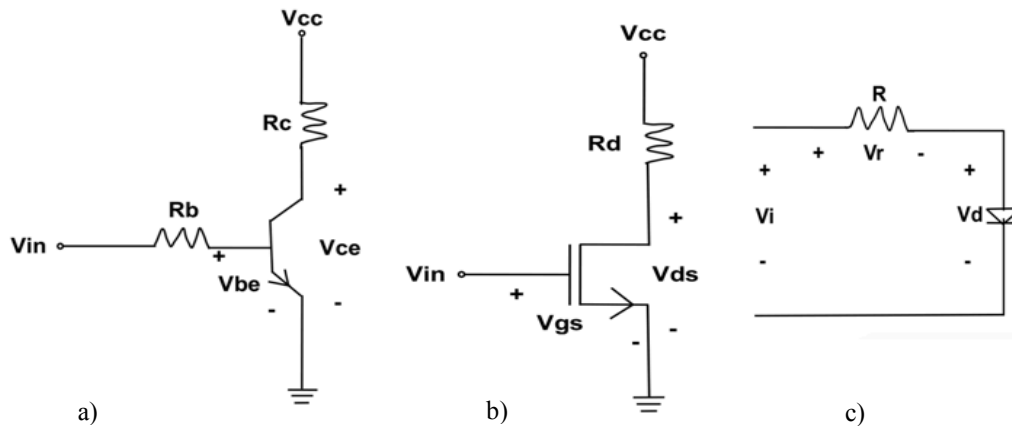 Vcc
Rc
+
Rb
Vin
+
Vce
Vbe
-
-
a)
Vcc
Rd
+
Vin
+
Vds
Vgs
-
-
b)
R
+ Vr -
+
+
Vi
Vd
-
-
c)